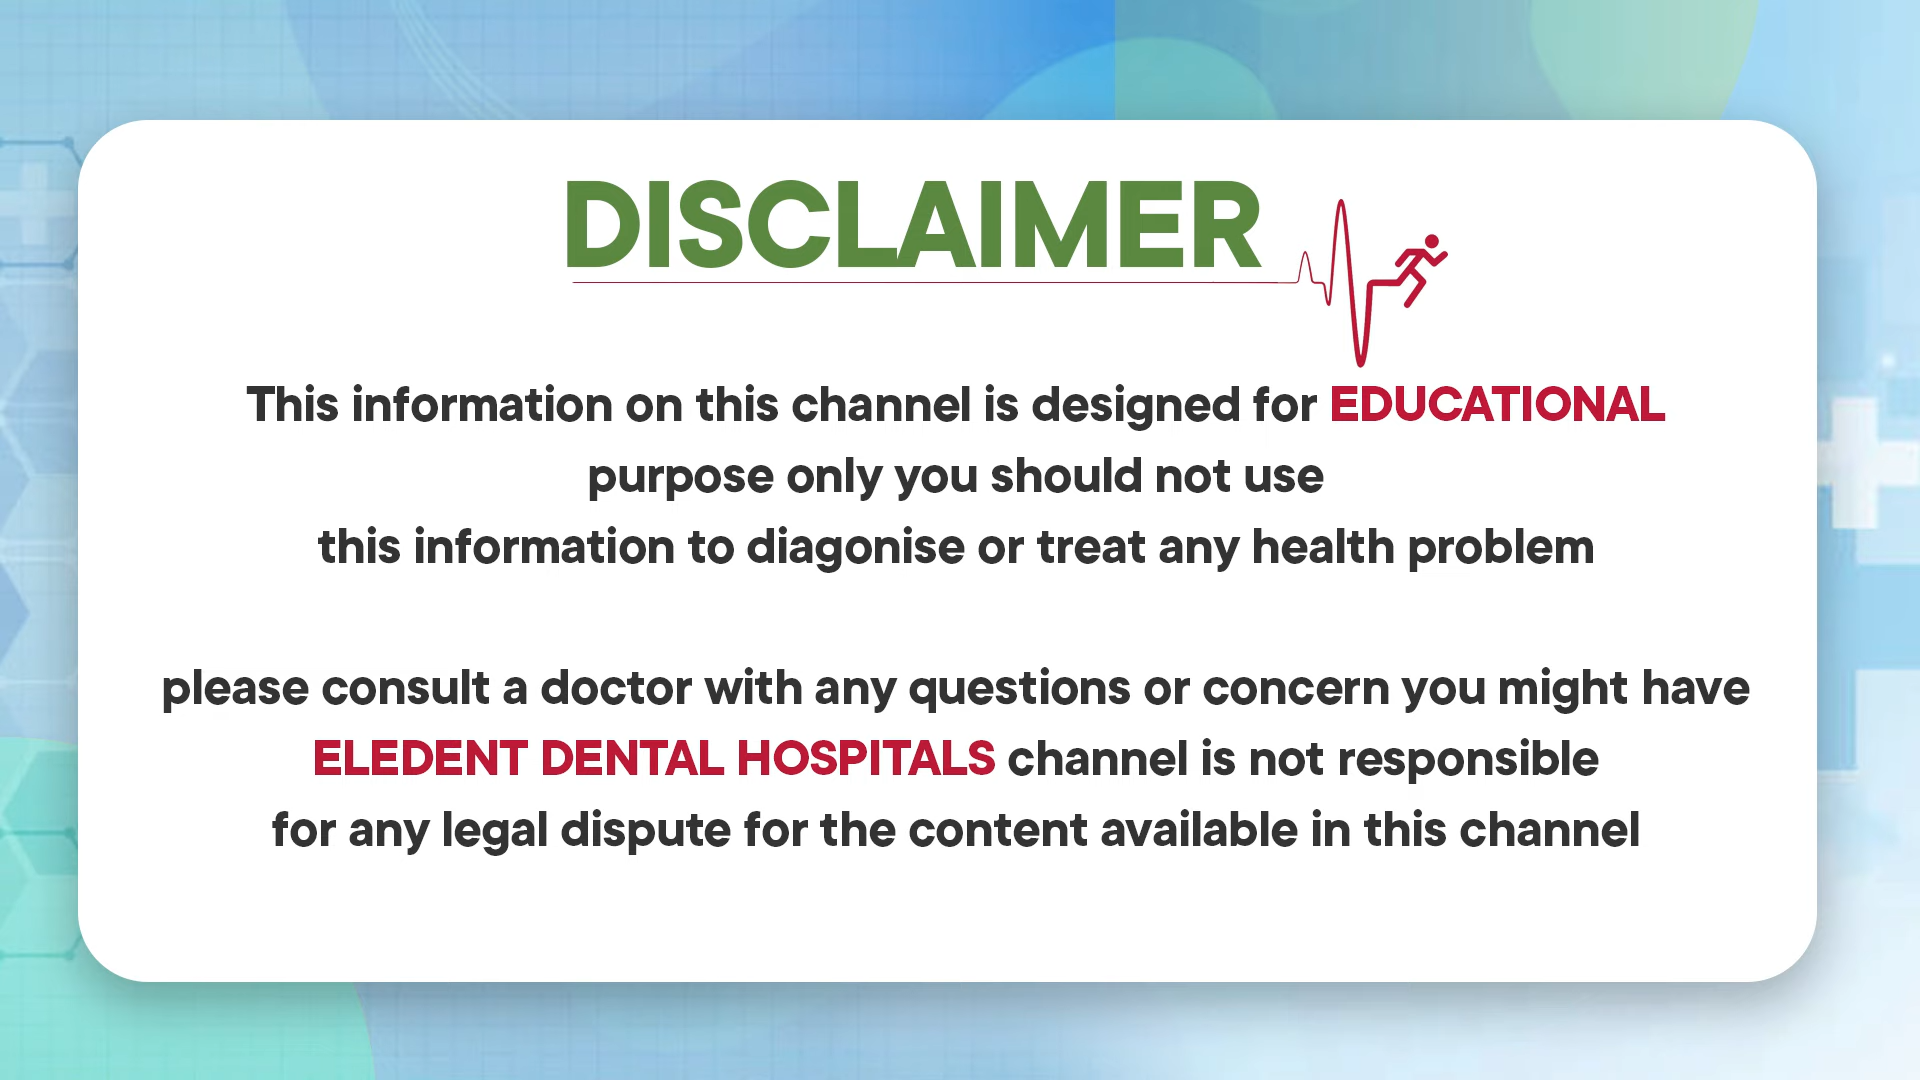 DISCLAIMER
This information on this channel is designed for EDUCATIONAL
purpose only you should not use
this information to diagonise or treat any health problem
please consult a doctor with any questions or concern you might have
ELEDENT DENTAL HOSPITALS channel is not responsible
for any legal dispute for the content available in this channel